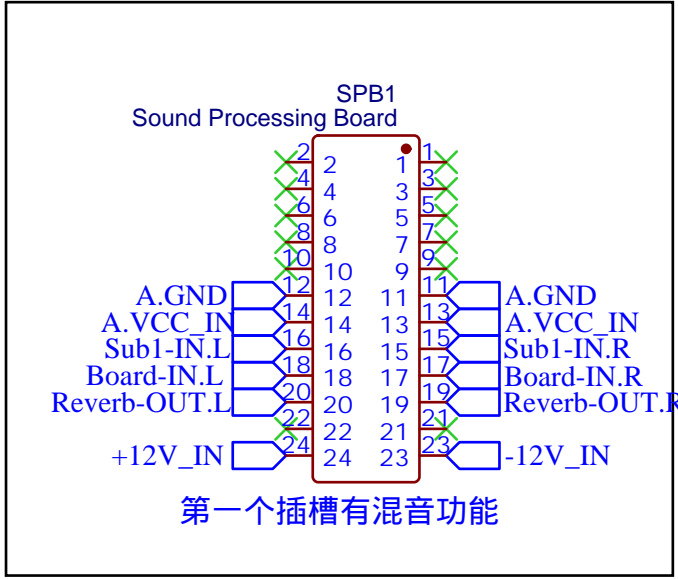 SPB1
Sound Processing Board
2 2 1 1
4 4 3 3
6 6 5 5
8 8 7 7
10 10 9 9
A.GND 12 12 11 11 A.GND
A.VCC_IN 14 14 13 13 A.VCC_IN
Sub1-IN.L 16 16 15 15 Sub1-IN.R
Board-IN.L 18 18 17 17 Board-IN.R
Reverb-OUT.L 20 20 19 19 Reverb-OUT.R
22 22 21 21
+12V_IN 24 24 23 23 -12V_IN
第一个插槽有混音功能